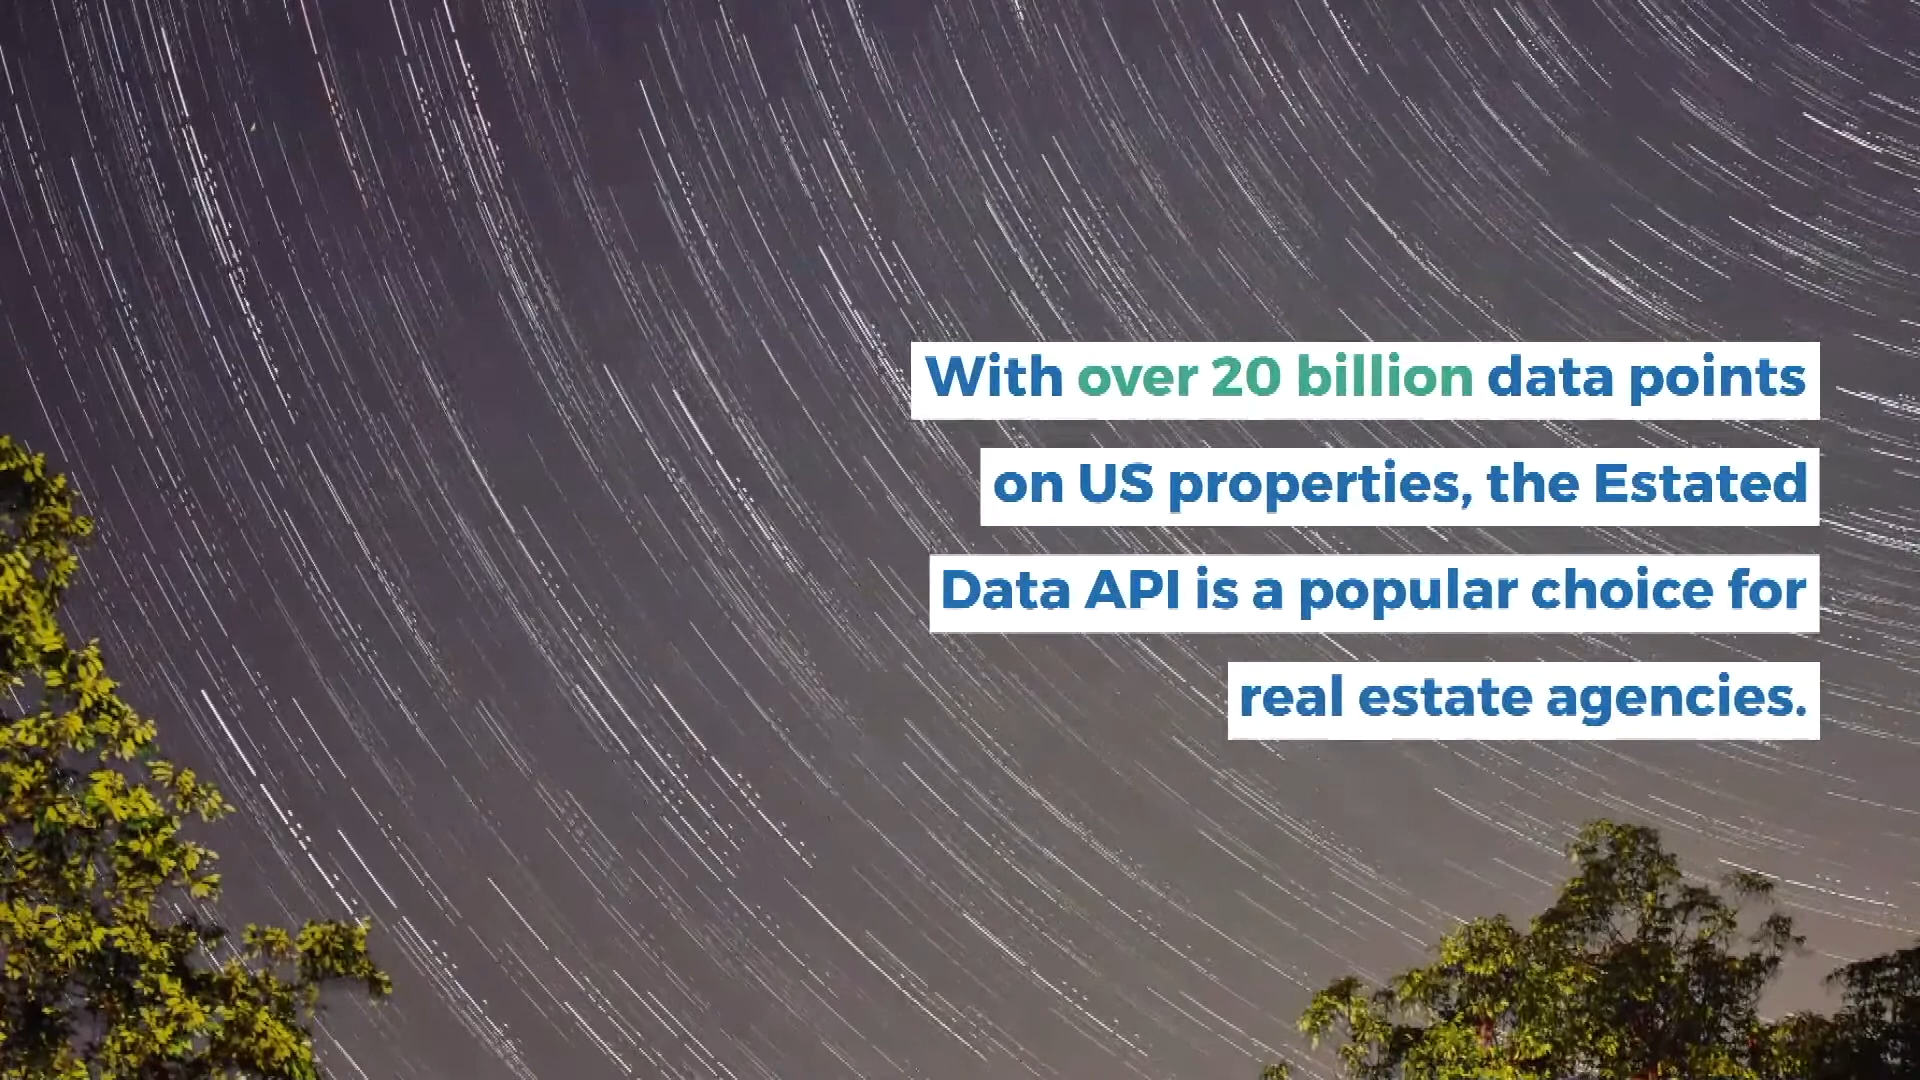 With over 20 billion data points
on US properties, the Estated
Data API is a popular choice for
real estate agencies.